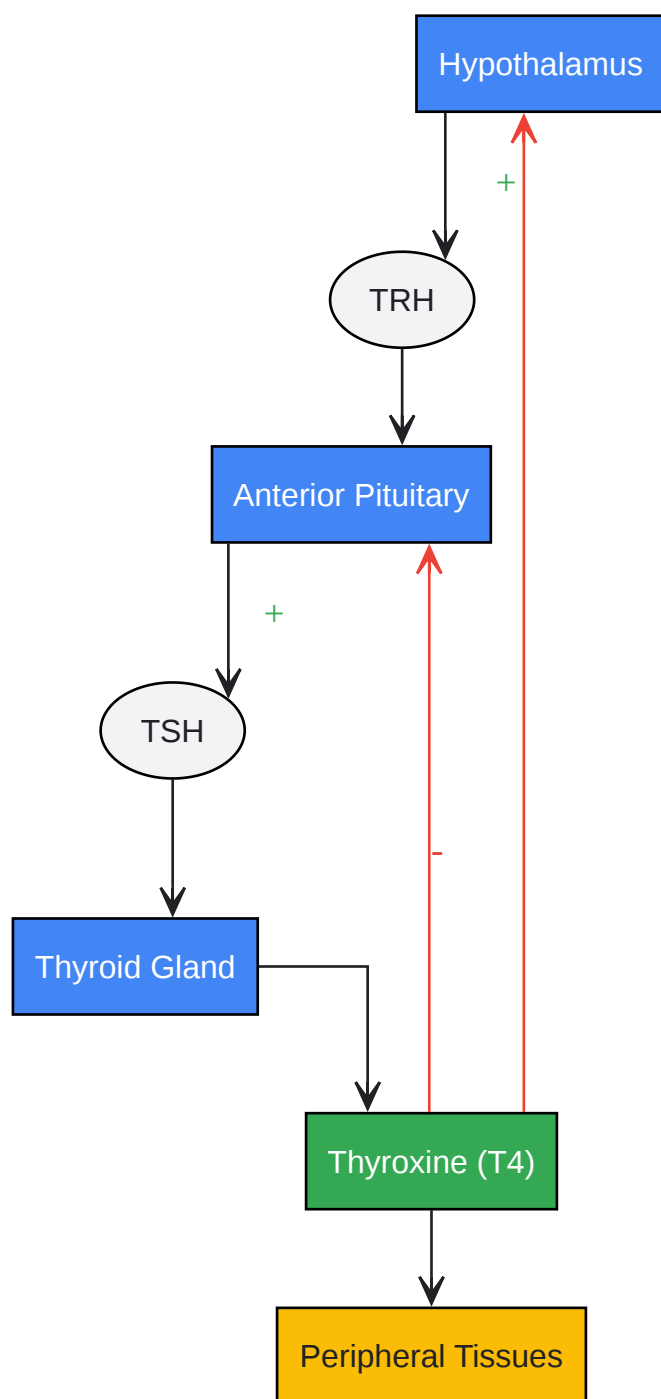 Hypothalamus
+
TRH
Anterior Pituitary
+
TSH
-
Thyroid Gland
Thyroxine (T4)
Peripheral Tissues